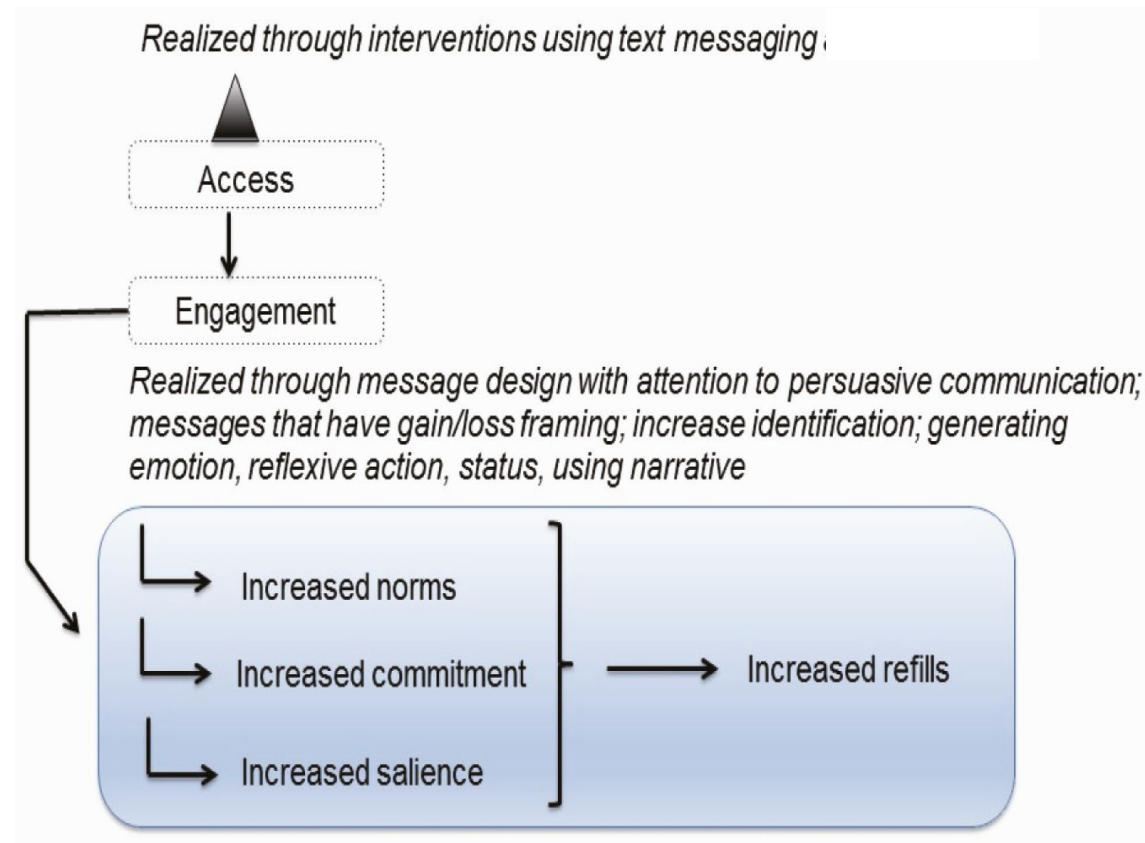 Realized through interventions using text messaging
Access
Engagement
Realized through message design with attention to persuasive communication;
messages that have gain/loss framing; increase identification; generating
emotion, reflexive action, status, using narrative
Increased norms
Increased commitment
Increased refills
Increased salience